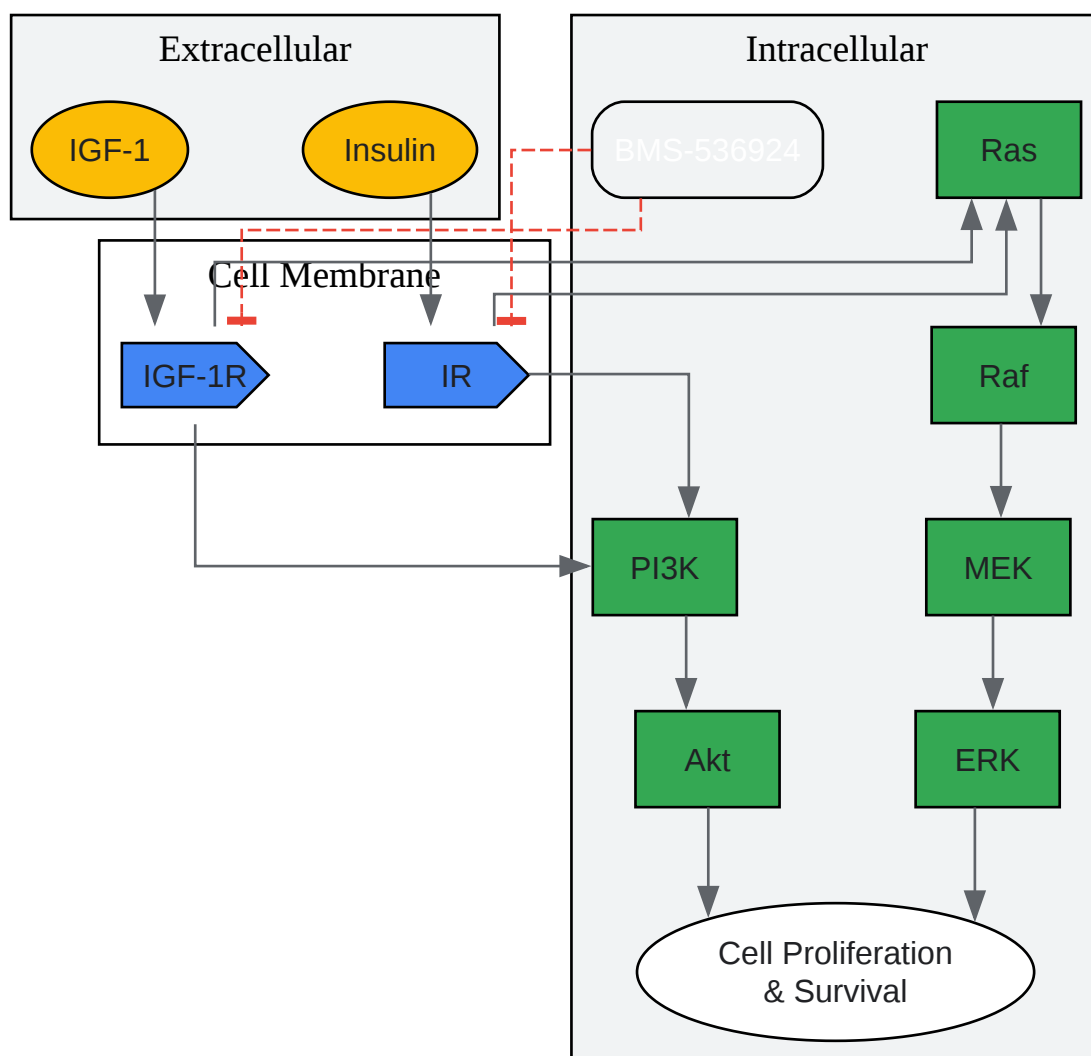 Extracellular
Intracellular
IGF-1
Insulin
BMS-536924
Ras
Cell Membrane
IGF-1R
IR
Raf
PI3K
MEK
Akt
ERK
Cell Proliferation
& Survival